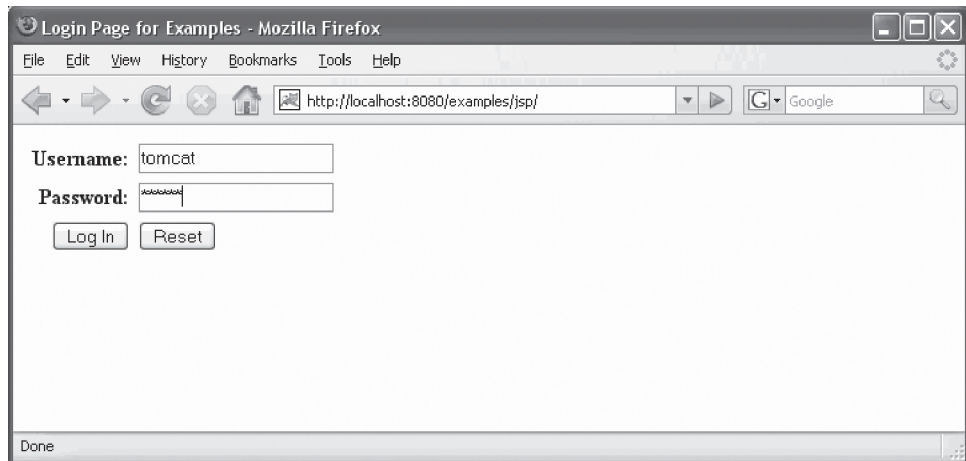 Login Page for Examples - Mozilla Firefox
File Edit View History Bookmarks Tools Help
http://localhost:8080/examples/jsp/ G Google
Username: tomcat
Password: ******
Log In Reset
Done